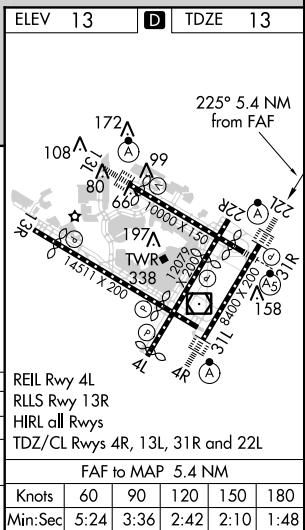 ELEV 13 D TDZE 13
225° 5.4 NM
from FAF
172
A
108
13L
99
80
660
P
10000 X 150
22R
22L
A
13R
197
TWR
338
12079
X 200
14511 X 200
P
P
P
P
31R
A5
158
8400 X 200
31L
4L
4R
A
REIL Rwy 4L
RLLS Rwy 13R
HIRL all Rwys
TDZ/CL Rwys 4R, 13L, 31R and 22L
FAF to MAP 5.4 NM
Knots 60 90 120 150 180
Min:Sec 5:24 3:36 2:42 2:10 1:48